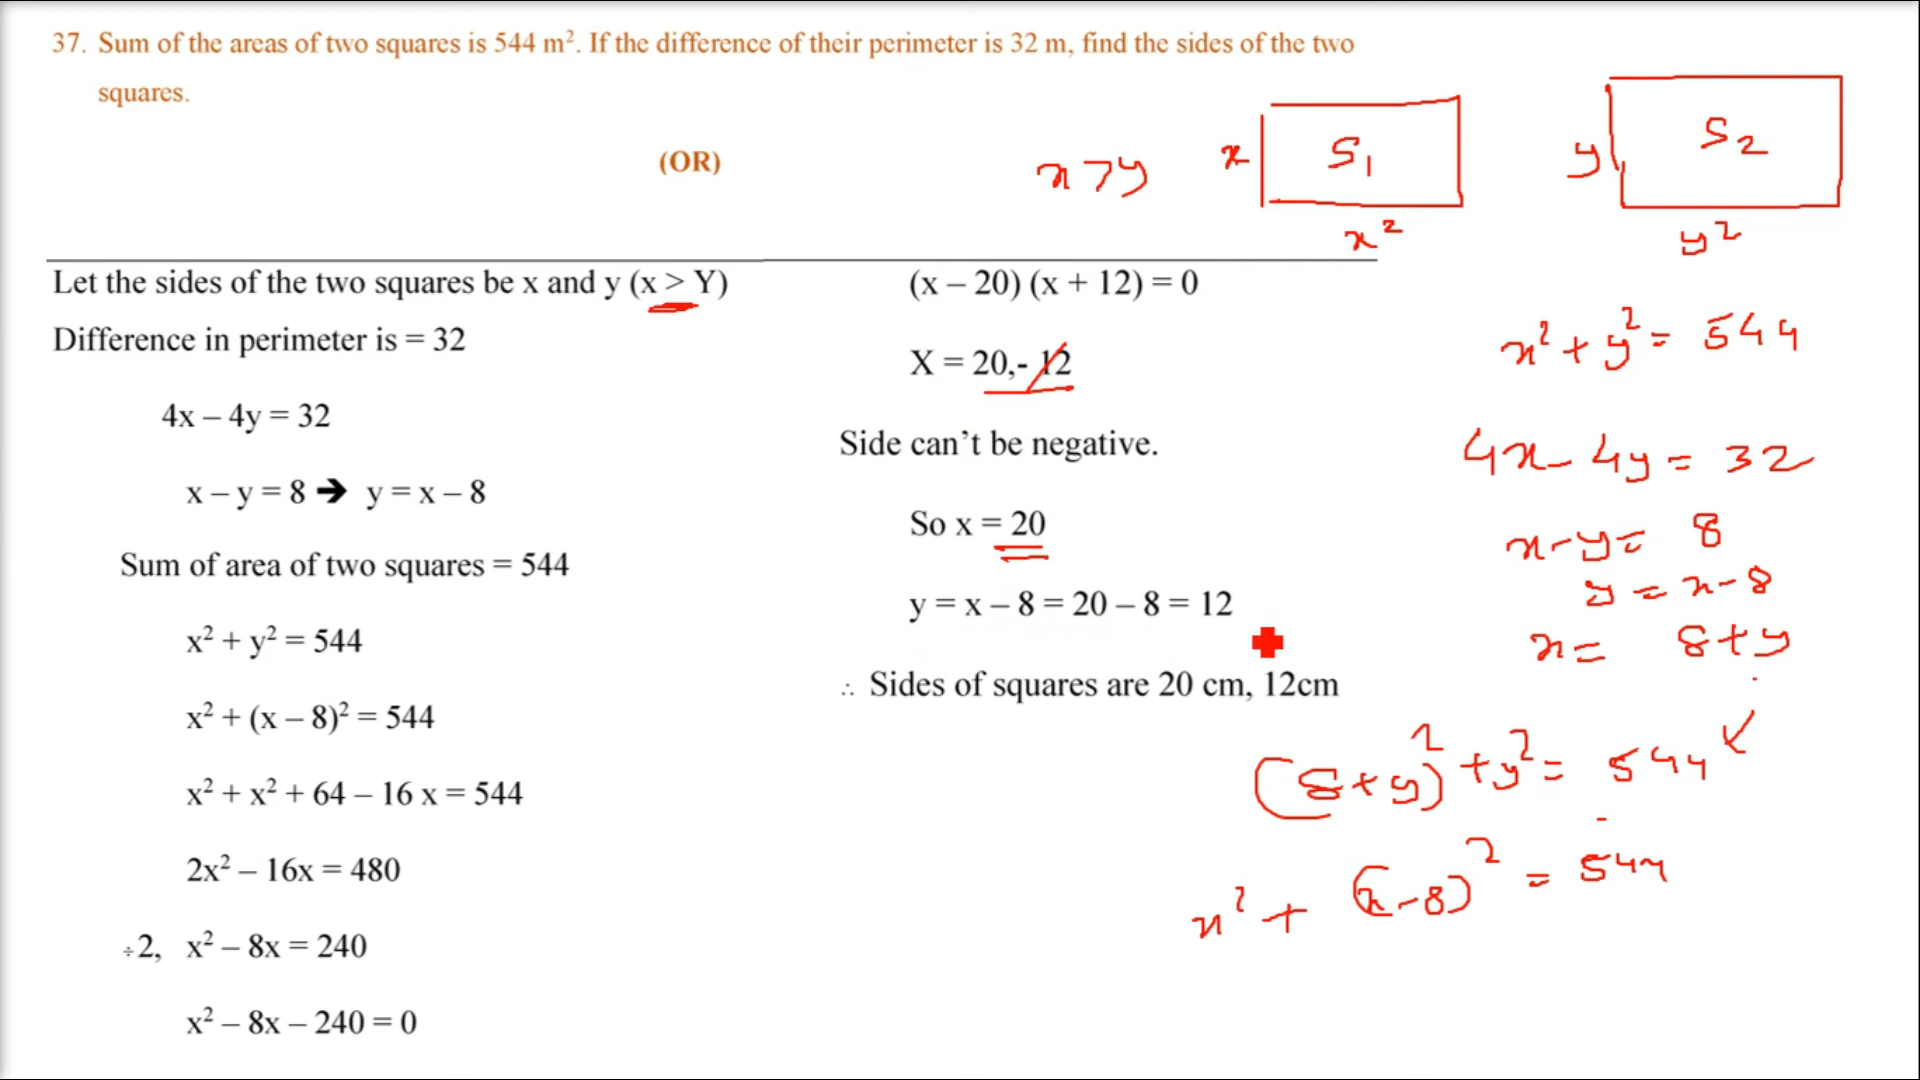 37. Sum of the areas of two squares is 544 m². If the difference of their perimeter is 32 m, find the sides of the two
squares.
(OR)
Let the sides of the two squares be x and y (x > Y)
Difference in perimeter is = 32
4x – 4y = 32
x – y = 8 ➔ y = x – 8
Sum of area of two squares = 544
x² + y² = 544
x² + (x – 8)² = 544
x² + x² + 64 – 16 x = 544
2x² – 16x = 480
÷2, x² – 8x = 240
x² – 8x – 240 = 0
(x – 20) (x + 12) = 0
X = 20,- 12
Side can’t be negative.
So x = 20
y = x – 8 = 20 – 8 = 12
∴ Sides of squares are 20 cm, 12cm
x > y
x
S₁
x²
y
S₂
y²
x² + y² = 544
4x – 4y = 32
x – y = 8
y = x – 8
x = 8 + y
(8 + y)² + y² = 544
x² + (x – 8)² = 544